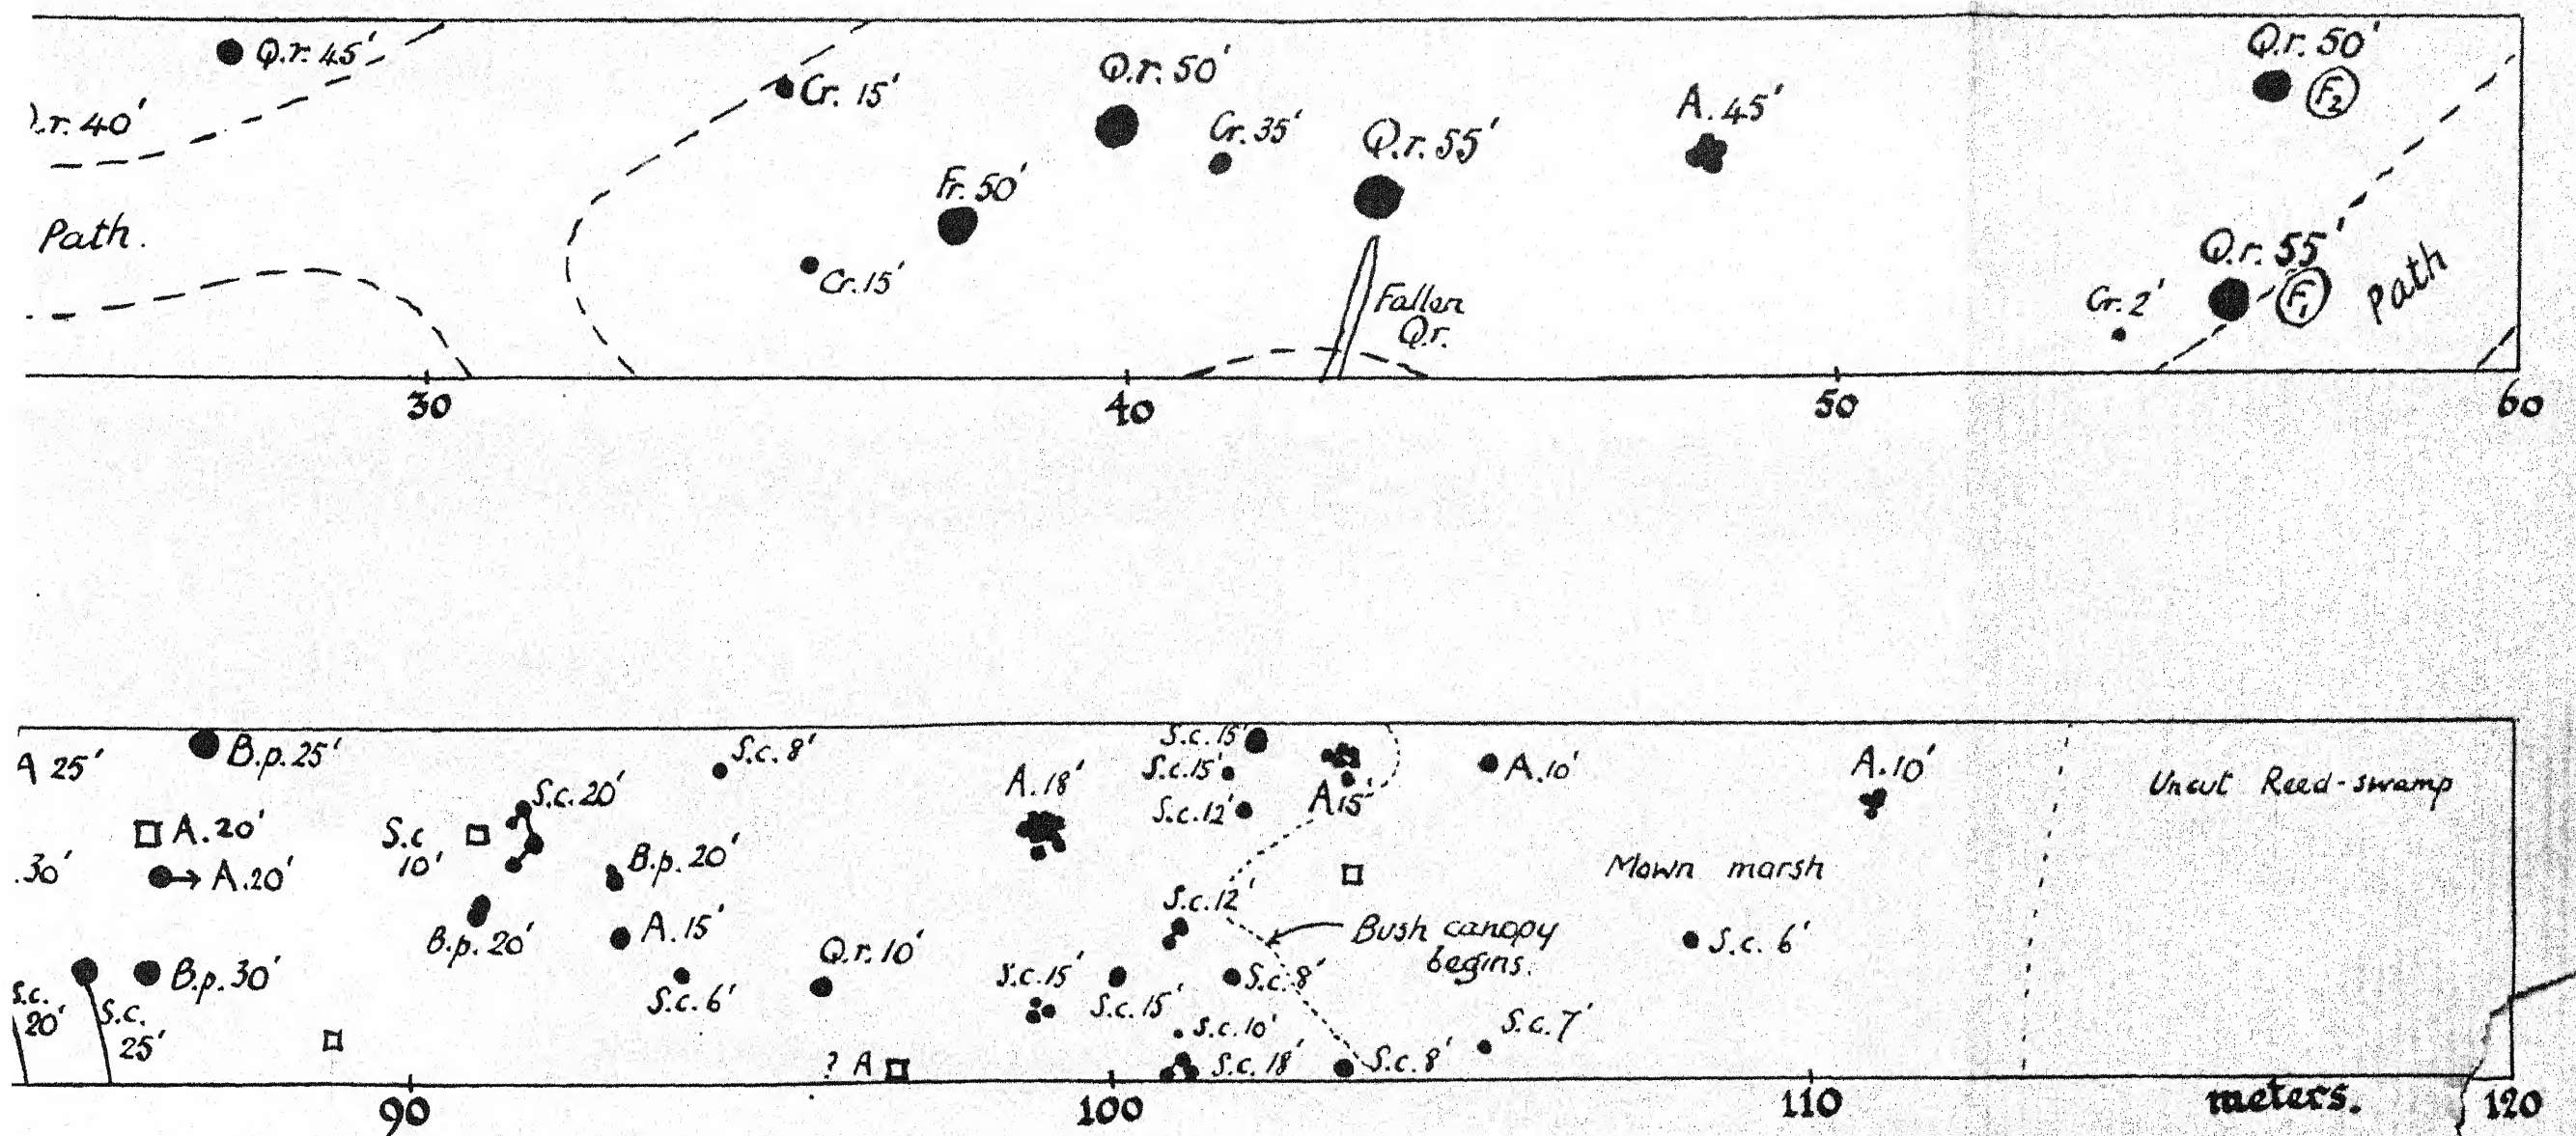 Q.r. 45'
.r. 40'
Path.
Cr. 15'
Cr. 15'
Fr. 50'
Q.r. 50'
Cr. 35'
Q.r. 55'
Fallen
Q.r.
A. 45'
Q.r. 50'
F2
Q.r. 55'
F1
Cr. 2'
Path
30
40
50
60
A 25'
B.p. 25'
A. 20'
.30'
A. 20'
B.p. 30'
S.c.
20'
S.c.
25'
S.c
10'
S.c. 20'
B.p. 20'
B.p. 20'
A. 15'
S.c. 8'
S.c. 6'
Q.r. 10'
? A
A. 18'
S.c. 15'
S.c. 15'
S.c. 12'
A 15'
S.c. 12'
S.c. 15'
S.c. 15'
S.c. 8'
S.c. 10'
S.c. 18'
S.c. 8'
Bush canopy
begins.
A. 10'
S.c. 7'
Mown marsh
S.c. 6'
A. 10'
Uncut Reed-swamp
90
100
110
meters.
120